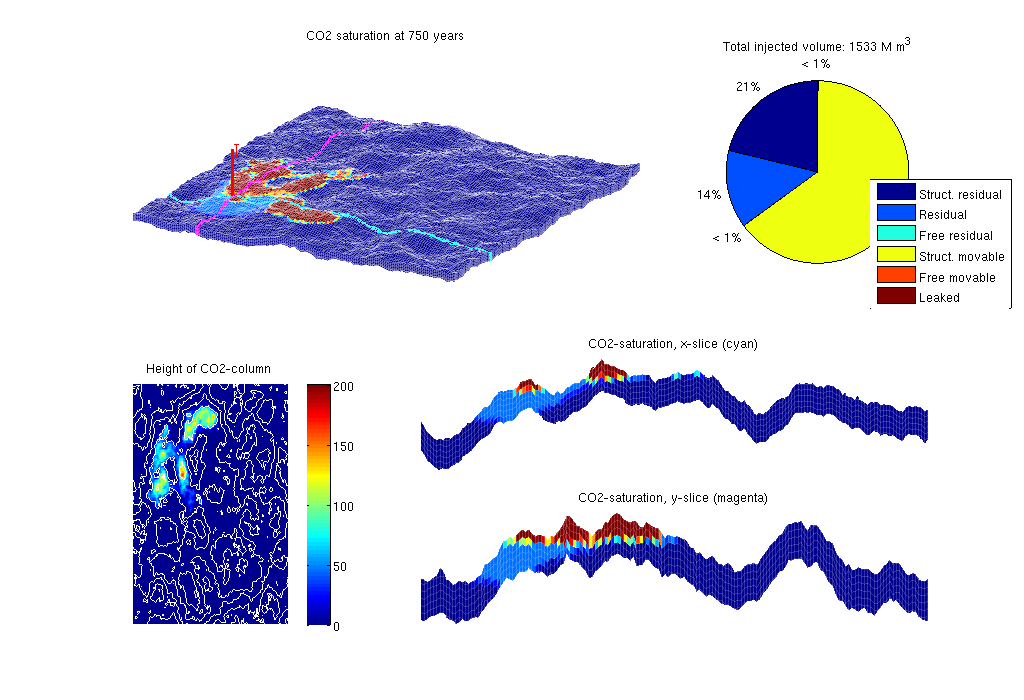 CO2 saturation at 750 years
T
Total injected volume: 1533 M m³
< 1%
21%
14%
< 1%
Struct. residual
Residual
Free residual
Struct. movable
Free movable
Leaked
Height of CO2-column
200
150
100
50
0
CO2-saturation, x-slice (cyan)
CO2-saturation, y-slice (magenta)